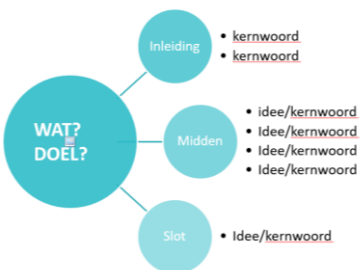 WAT?
DOEL?
Inleiding
• kernwoord
• kernwoord
Midden
• idee/kernwoord
• Idee/kernwoord
• Idee/kernwoord
• Idee/kernwoord
Slot
• Idee/kernwoord